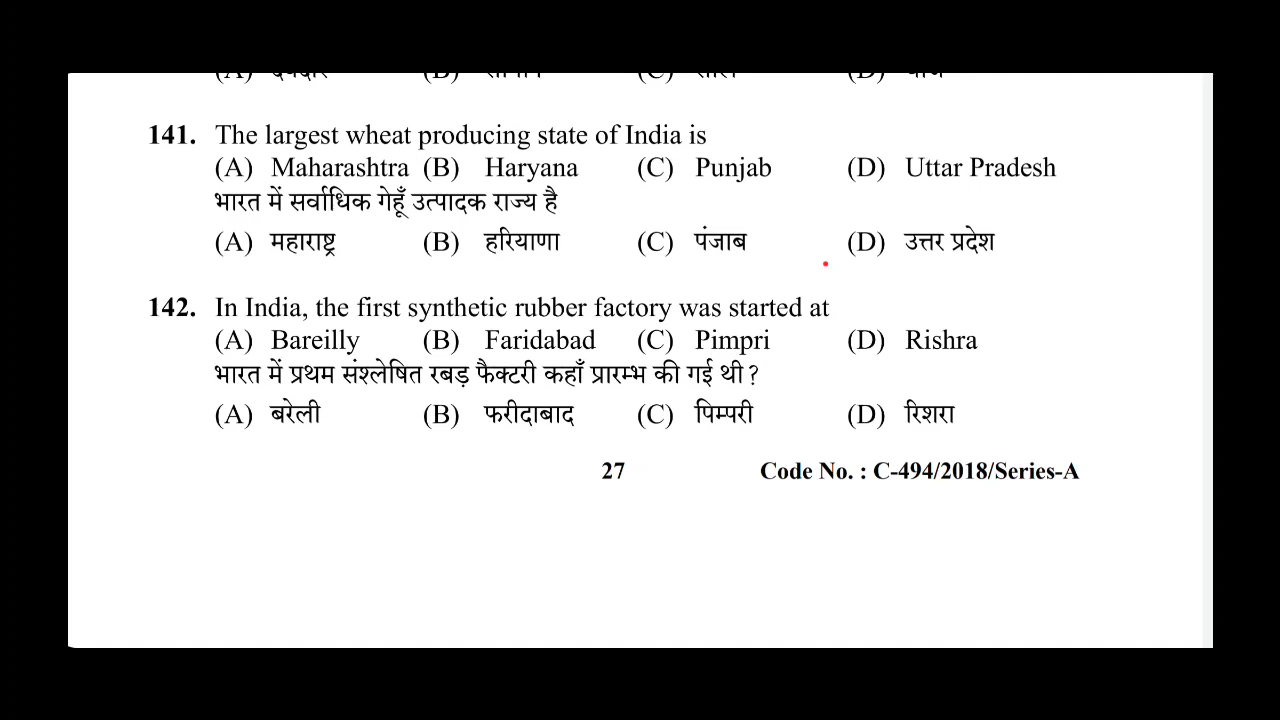 (A) देवदार (B) सागौन (C) साल (D) चीड़
141. The largest wheat producing state of India is
(A) Maharashtra (B) Haryana (C) Punjab (D) Uttar Pradesh
भारत में सर्वाधिक गेहूँ उत्पादक राज्य है
(A) महाराष्ट्र (B) हरियाणा (C) पंजाब (D) उत्तर प्रदेश
142. In India, the first synthetic rubber factory was started at
(A) Bareilly (B) Faridabad (C) Pimpri (D) Rishra
भारत में प्रथम संश्लेषित रबड़ फैक्टरी कहाँ प्रारम्भ की गई थी ?
(A) बरेली (B) फरीदाबाद (C) पिम्परी (D) रिशरा
27 Code No. : C-494/2018/Series-A